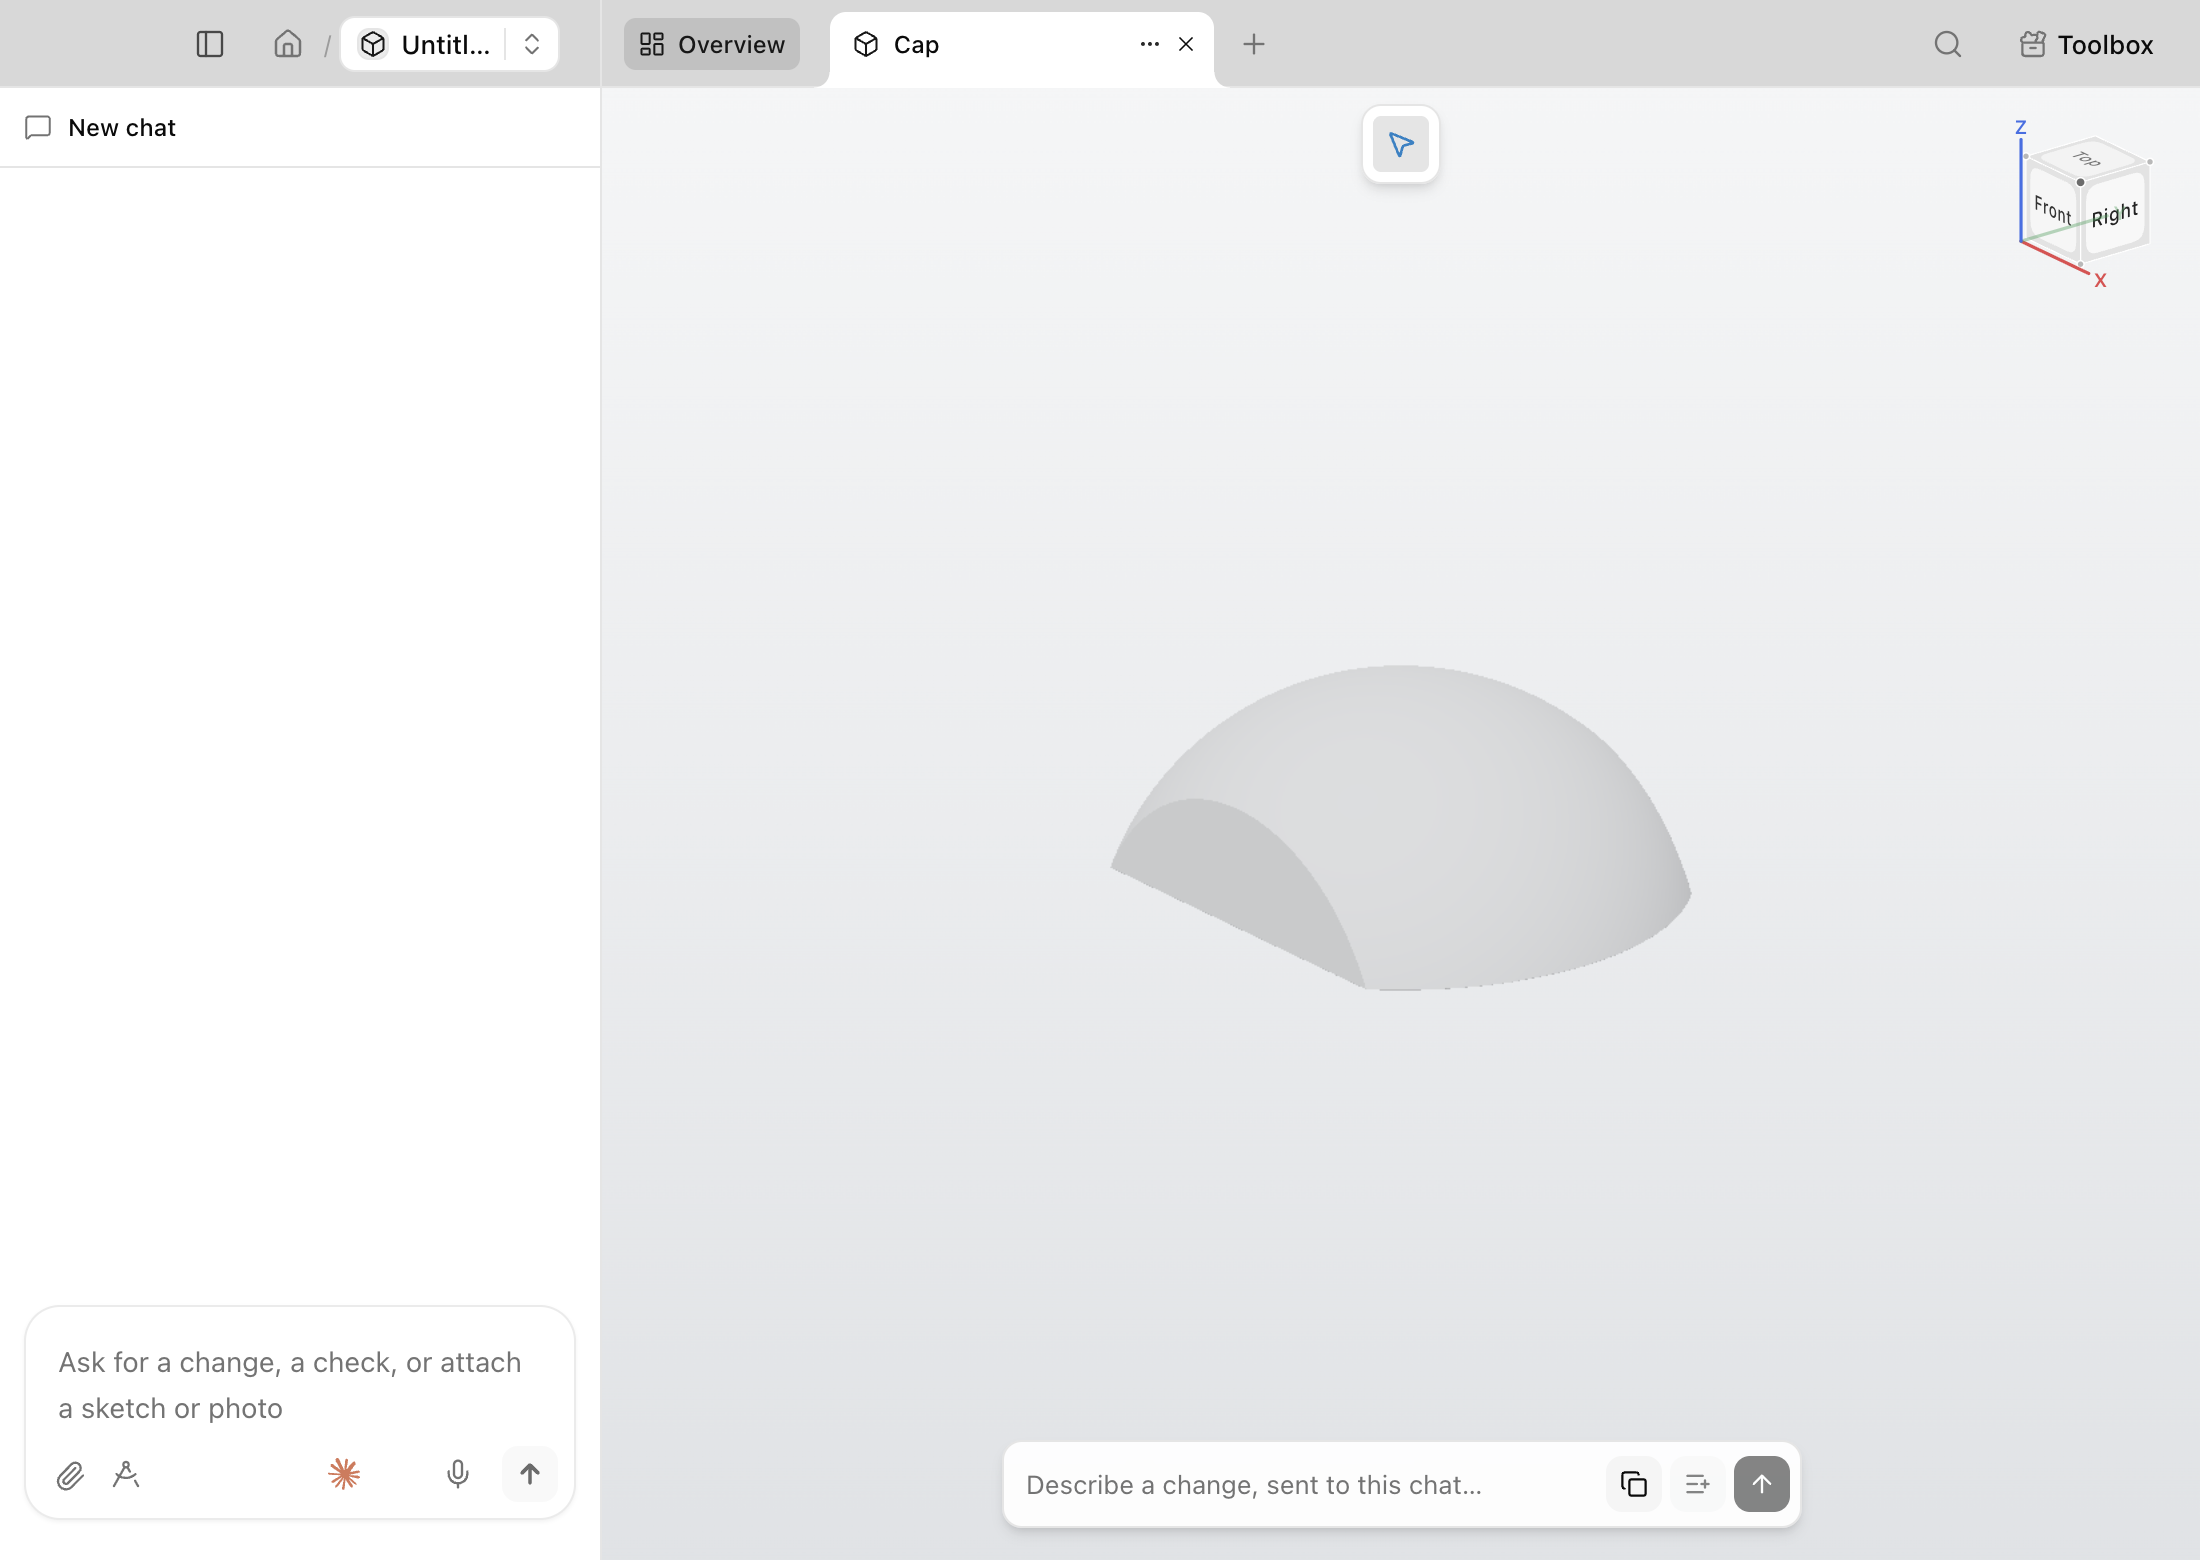 / Untitl...
Overview
Cap
Toolbox
New chat
Z
Top
Front
Right
X
Ask for a change, a check, or attach
a sketch or photo
Describe a change, sent to this chat...